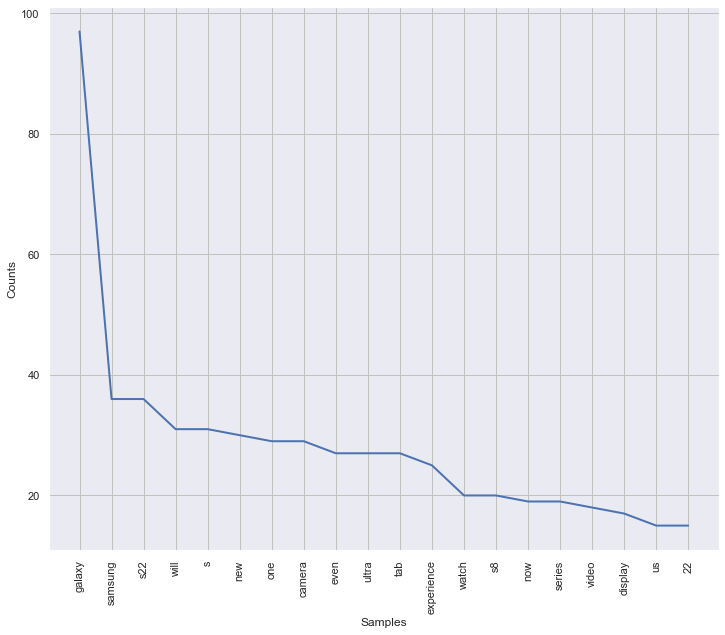 100
80
60
40
20
Counts
galaxy
samsung
s22
will
s
new
one
camera
even
ultra
tab
experience
watch
s8
now
series
video
display
us
22
Samples